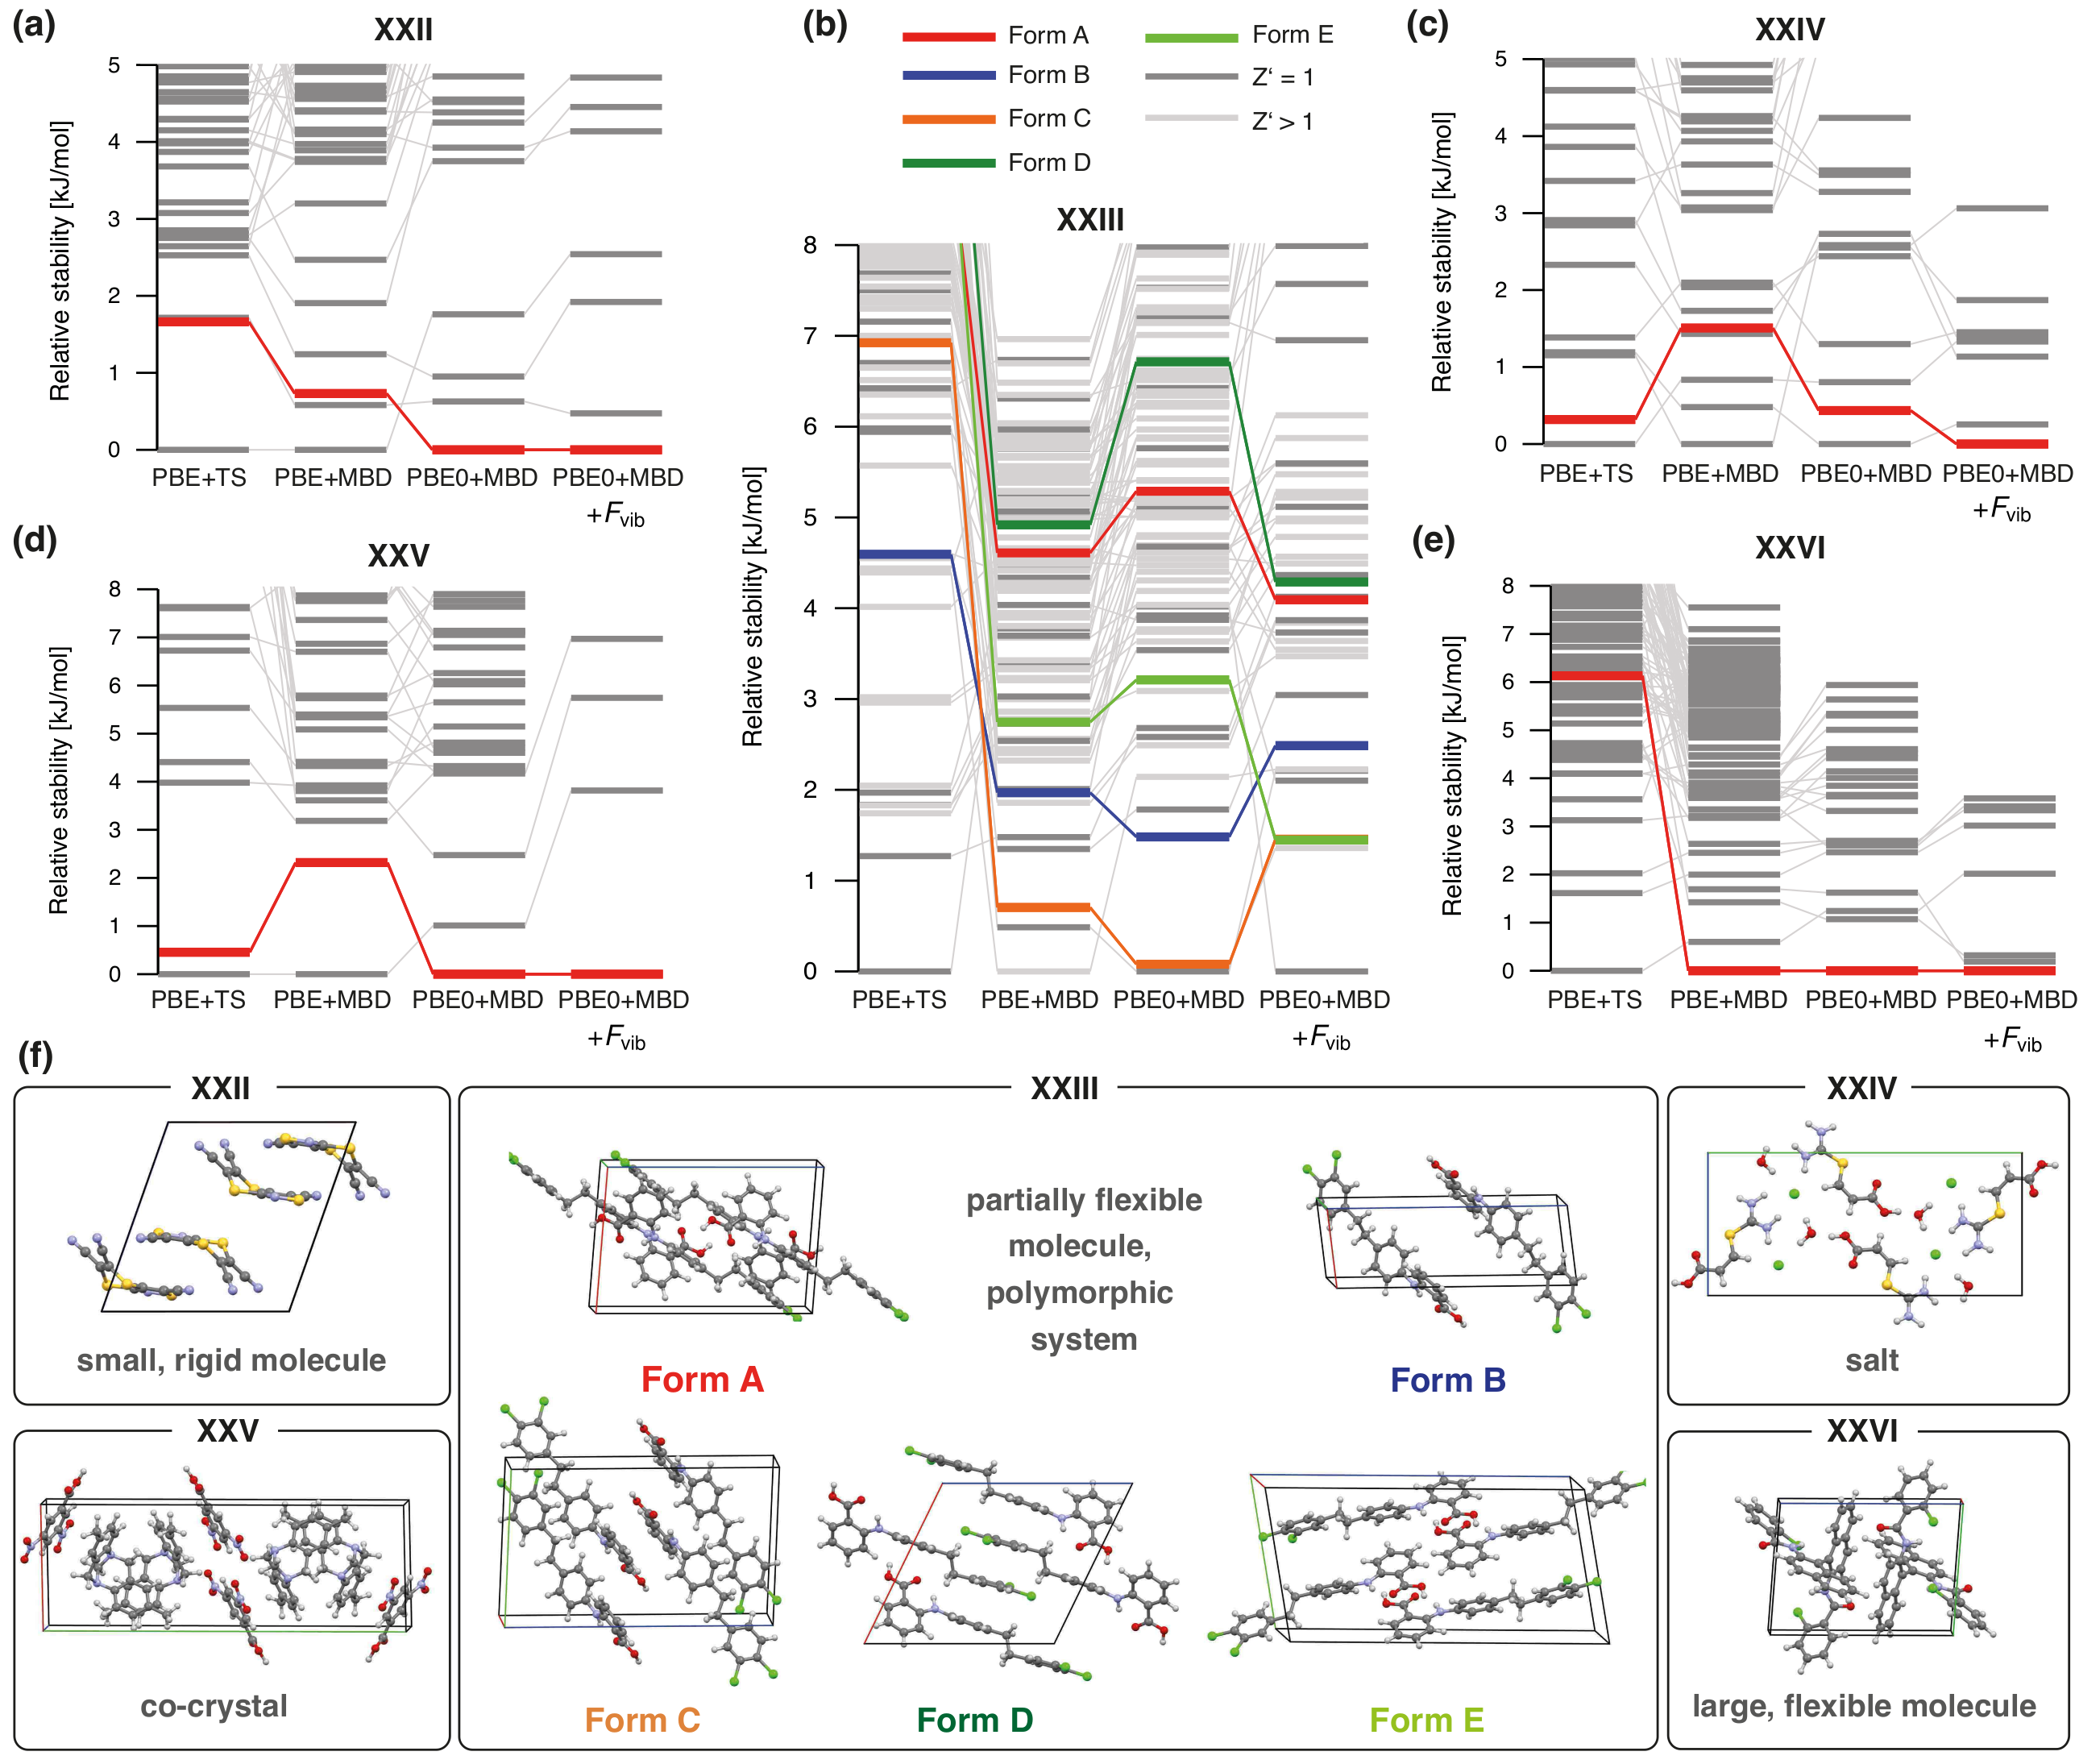 (a)
XXII
Relative stability [kJ/mol]
5
4
3
2
1
0
PBE+TS PBE+MBD PBE0+MBD PBE0+MBD
+Fvib
(b)
Form A
Form B
Form C
Form D
Form E
Z‘ = 1
Z‘ > 1
XXIII
Relative stability [kJ/mol]
8
7
6
5
4
3
2
1
0
PBE+TS PBE+MBD PBE0+MBD PBE0+MBD
+Fvib
(c)
XXIV
Relative stability [kJ/mol]
5
4
3
2
1
0
PBE+TS PBE+MBD PBE0+MBD PBE0+MBD
+Fvib
(d)
XXV
Relative stability [kJ/mol]
8
7
6
5
4
3
2
1
0
PBE+TS PBE+MBD PBE0+MBD PBE0+MBD
+Fvib
(e)
XXVI
Relative stability [kJ/mol]
8
7
6
5
4
3
2
1
0
PBE+TS PBE+MBD PBE0+MBD PBE0+MBD
+Fvib
(f)
XXII
small, rigid molecule
XXV
co-crystal
XXIII
partially flexible
molecule,
polymorphic
system
Form A
Form B
Form C
Form D
Form E
XXIV
salt
XXVI
large, flexible molecule